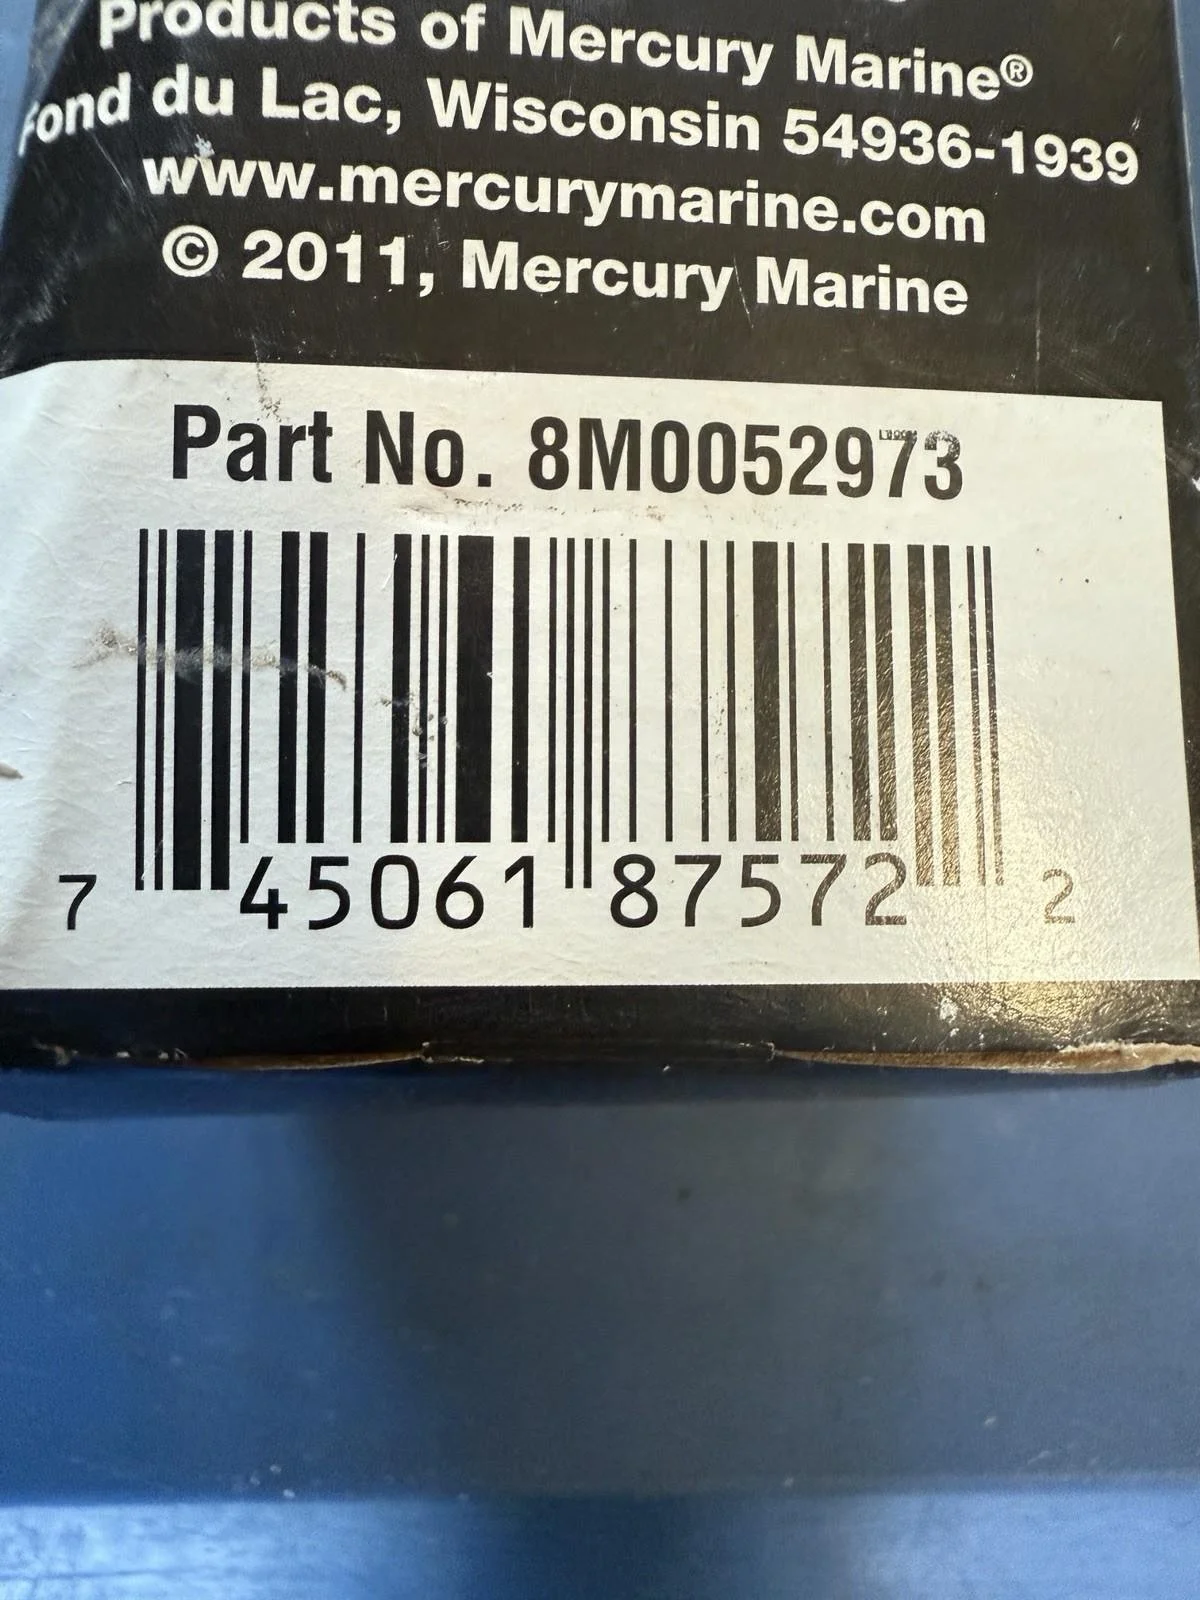 Products of Mercury Marine®
Fond du Lac, Wisconsin 54936-1939
www.mercurymarine.com
© 2011, Mercury Marine
Part No. 8M0052973
7 45061 87572 2